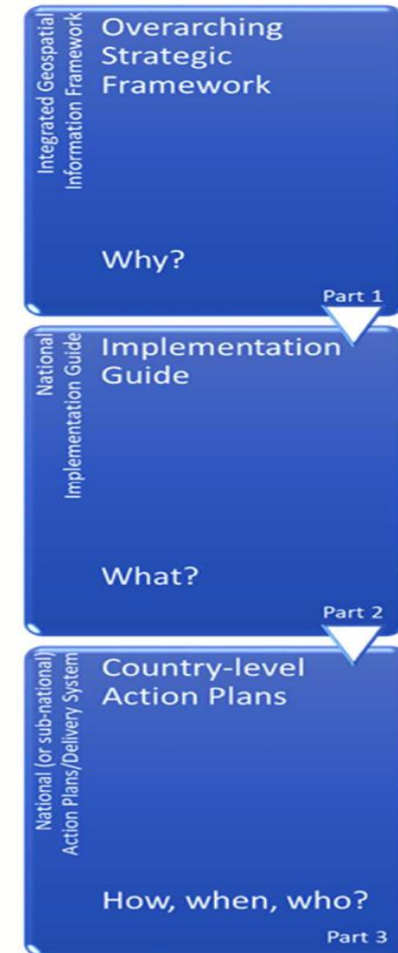 Integrated Geospatial
Information Framework
Overarching
Strategic
Framework
Why?
Part 1
National
Implementation Guide
Implementation
Guide
What?
Part 2
National (or sub-national)
Action Plans/Delivery System
Country-level
Action Plans
How, when, who?
Part 3